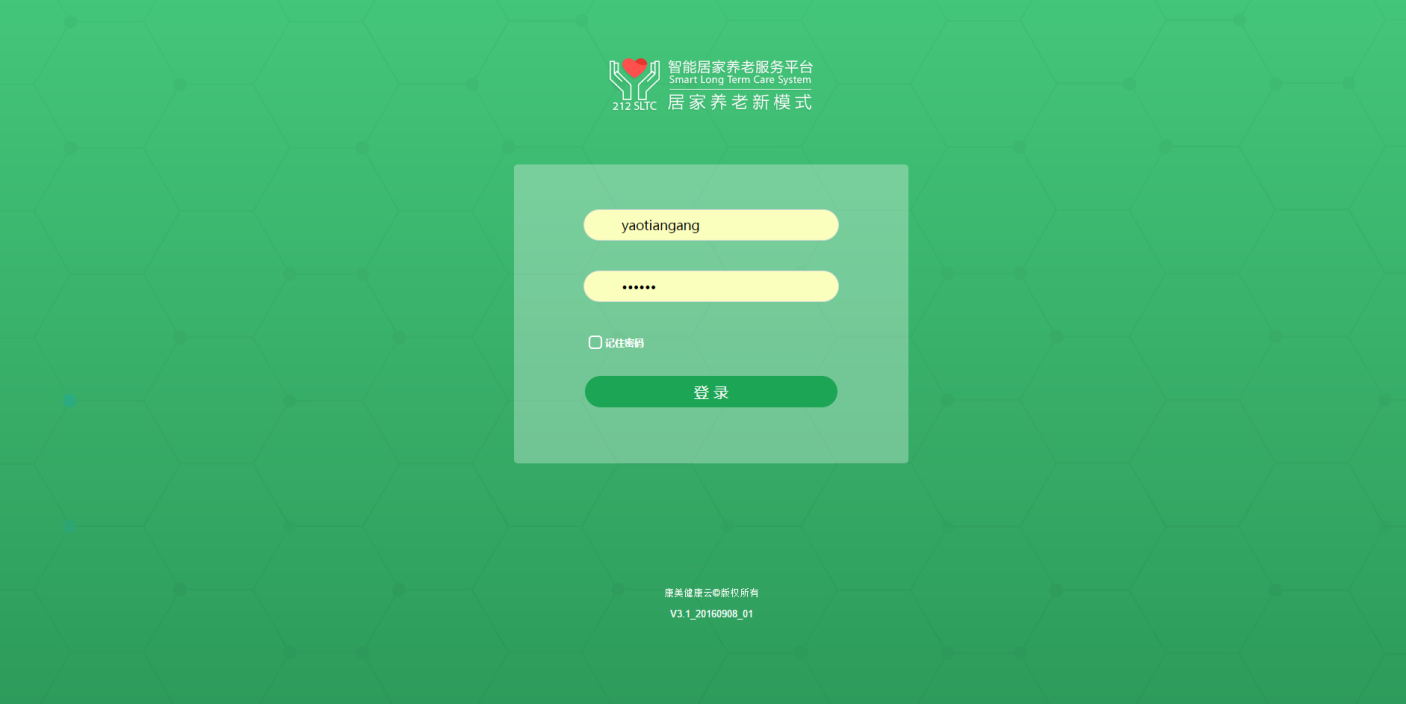 智能居家养老服务平台
Smart Long Term Care System
212 SLTC
居家养老新模式
yaotiangang
••••••
记住密码
登 录
康美健康云©版权所有
V3.1_20160908_01